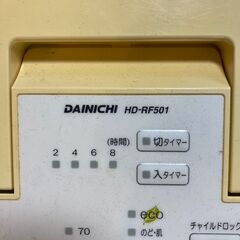 DAINICHI HD-RF501
(時間) 切タイマー
2 4 6 8
入タイマー
eco
70 のど・肌
チャイルドロック